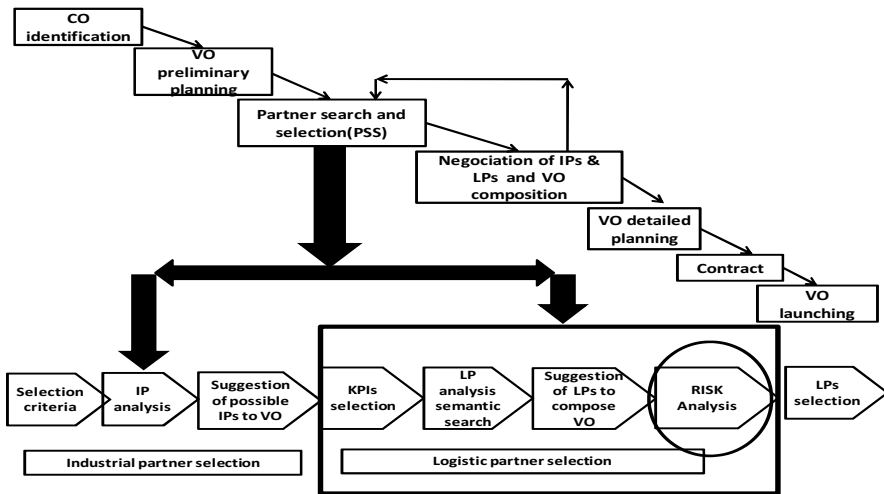 CO
identification
VO
preliminary
planning
Partner search and
selection(PSS)
Negociation of IPs &
LPs and VO
composition
VO detailed
planning
Contract
VO
launching
Selection
criteria
IP
analysis
Suggestion
of possible
IPs to VO
KPIs
selection
LP
analysis
semantic
search
Suggestion
of LPs to
compose
VO
RISK
Analysis
LPs
selection
Industrial partner selection
Logistic partner selection